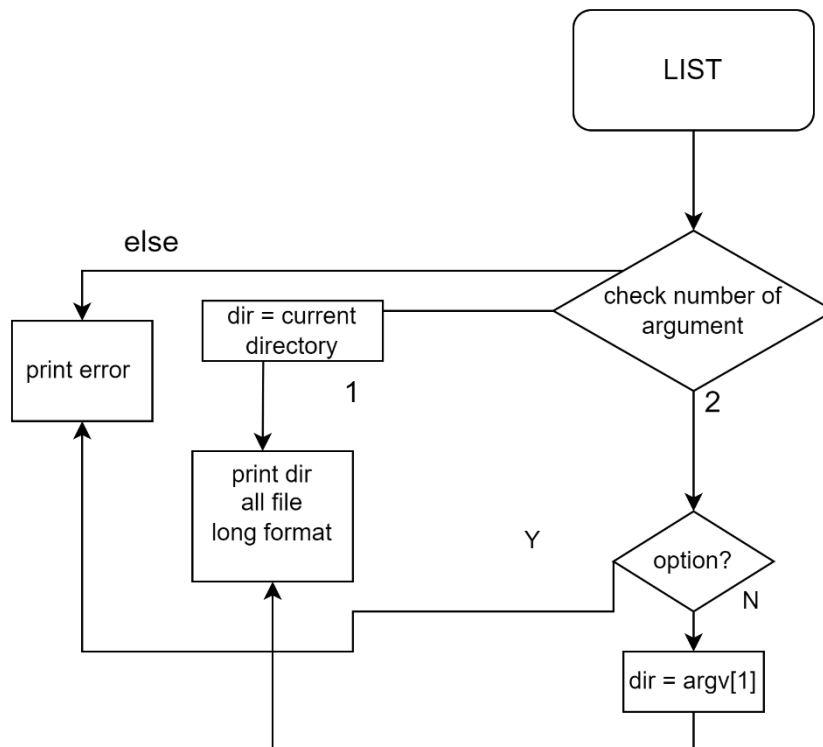 LIST
else
check number of
argument
dir = current
directory
print error
1
2
print dir
all file
long format
Y
option?
N
dir = argv[1]